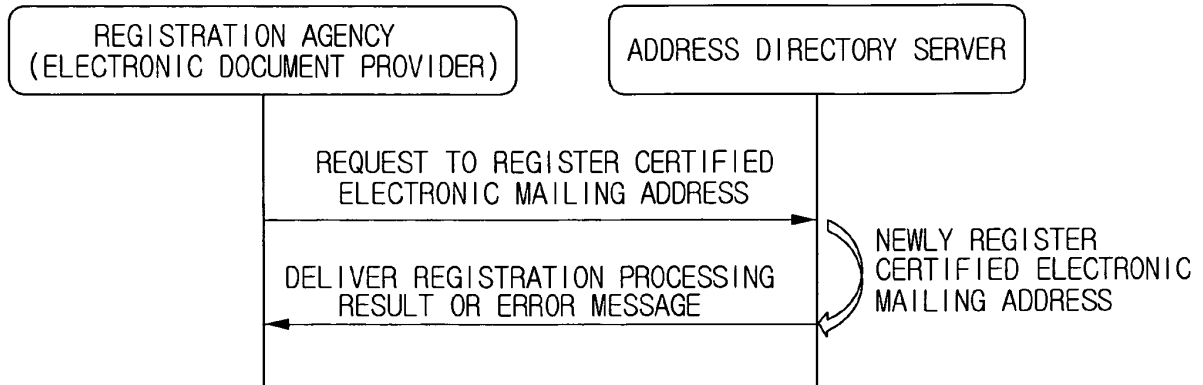 REGISTRATION AGENCY
(ELECTRONIC DOCUMENT PROVIDER)
ADDRESS DIRECTORY SERVER
REQUEST TO REGISTER CERTIFIED
ELECTRONIC MAILING ADDRESS
NEWLY REGISTER
CERTIFIED ELECTRONIC
MAILING ADDRESS
DELIVER REGISTRATION PROCESSING
RESULT OR ERROR MESSAGE